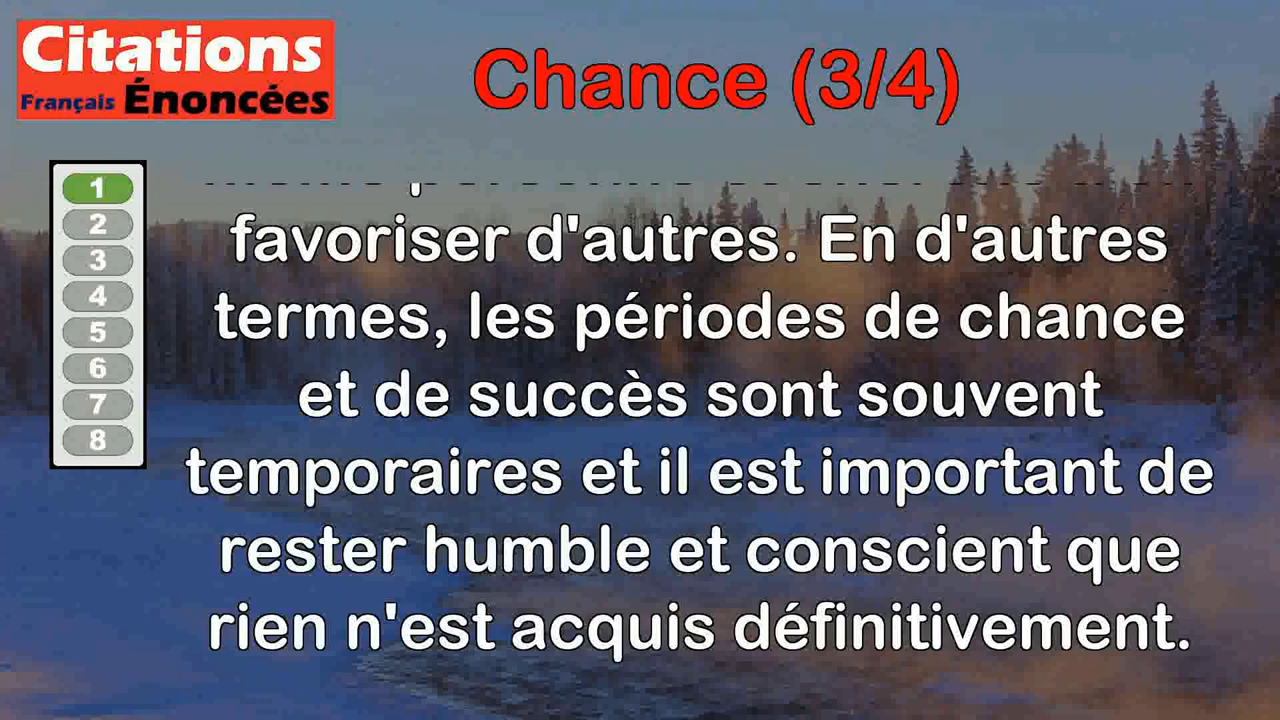 Citations
Français Énoncées
Chance (3/4)
1
2
3
4
5
6
7
8
favoriser d'autres. En d'autres
termes, les périodes de chance
et de succès sont souvent
temporaires et il est important de
rester humble et conscient que
rien n'est acquis définitivement.